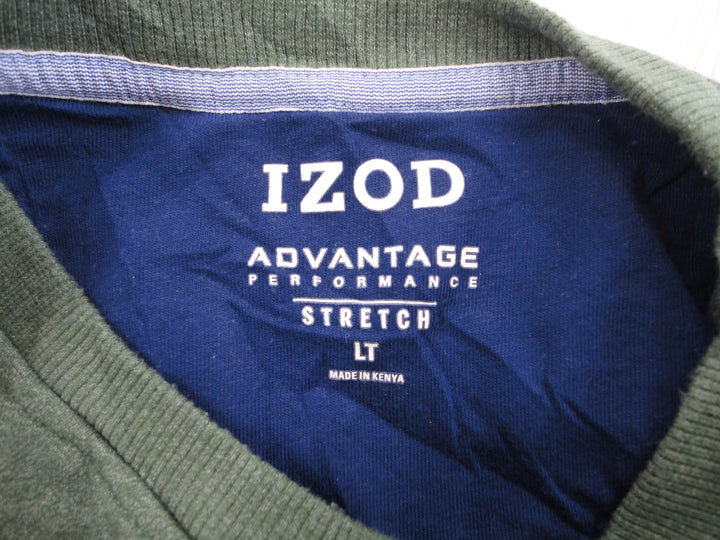 IZOD
ADVANTAGE
PERFORMANCE
STRETCH
LT
MADE IN KENYA